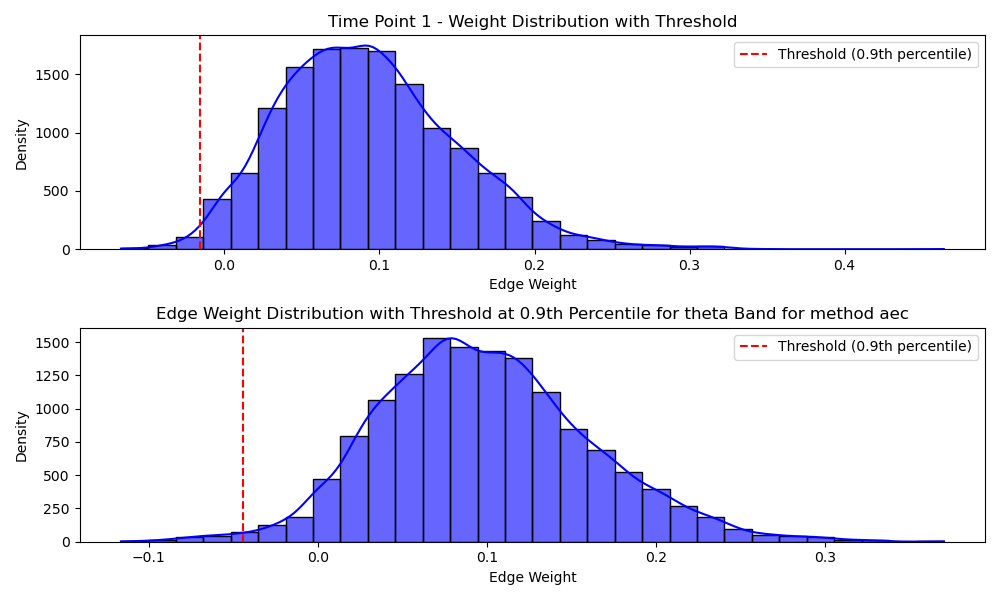 Time Point 1 - Weight Distribution with Threshold
Threshold (0.9th percentile)
Density
1500
1000
500
0
0.0 0.1 0.2 0.3 0.4
Edge Weight
Edge Weight Distribution with Threshold at 0.9th Percentile for theta Band for method aec
Threshold (0.9th percentile)
Density
1500
1250
1000
750
500
250
0
−0.1 0.0 0.1 0.2 0.3
Edge Weight